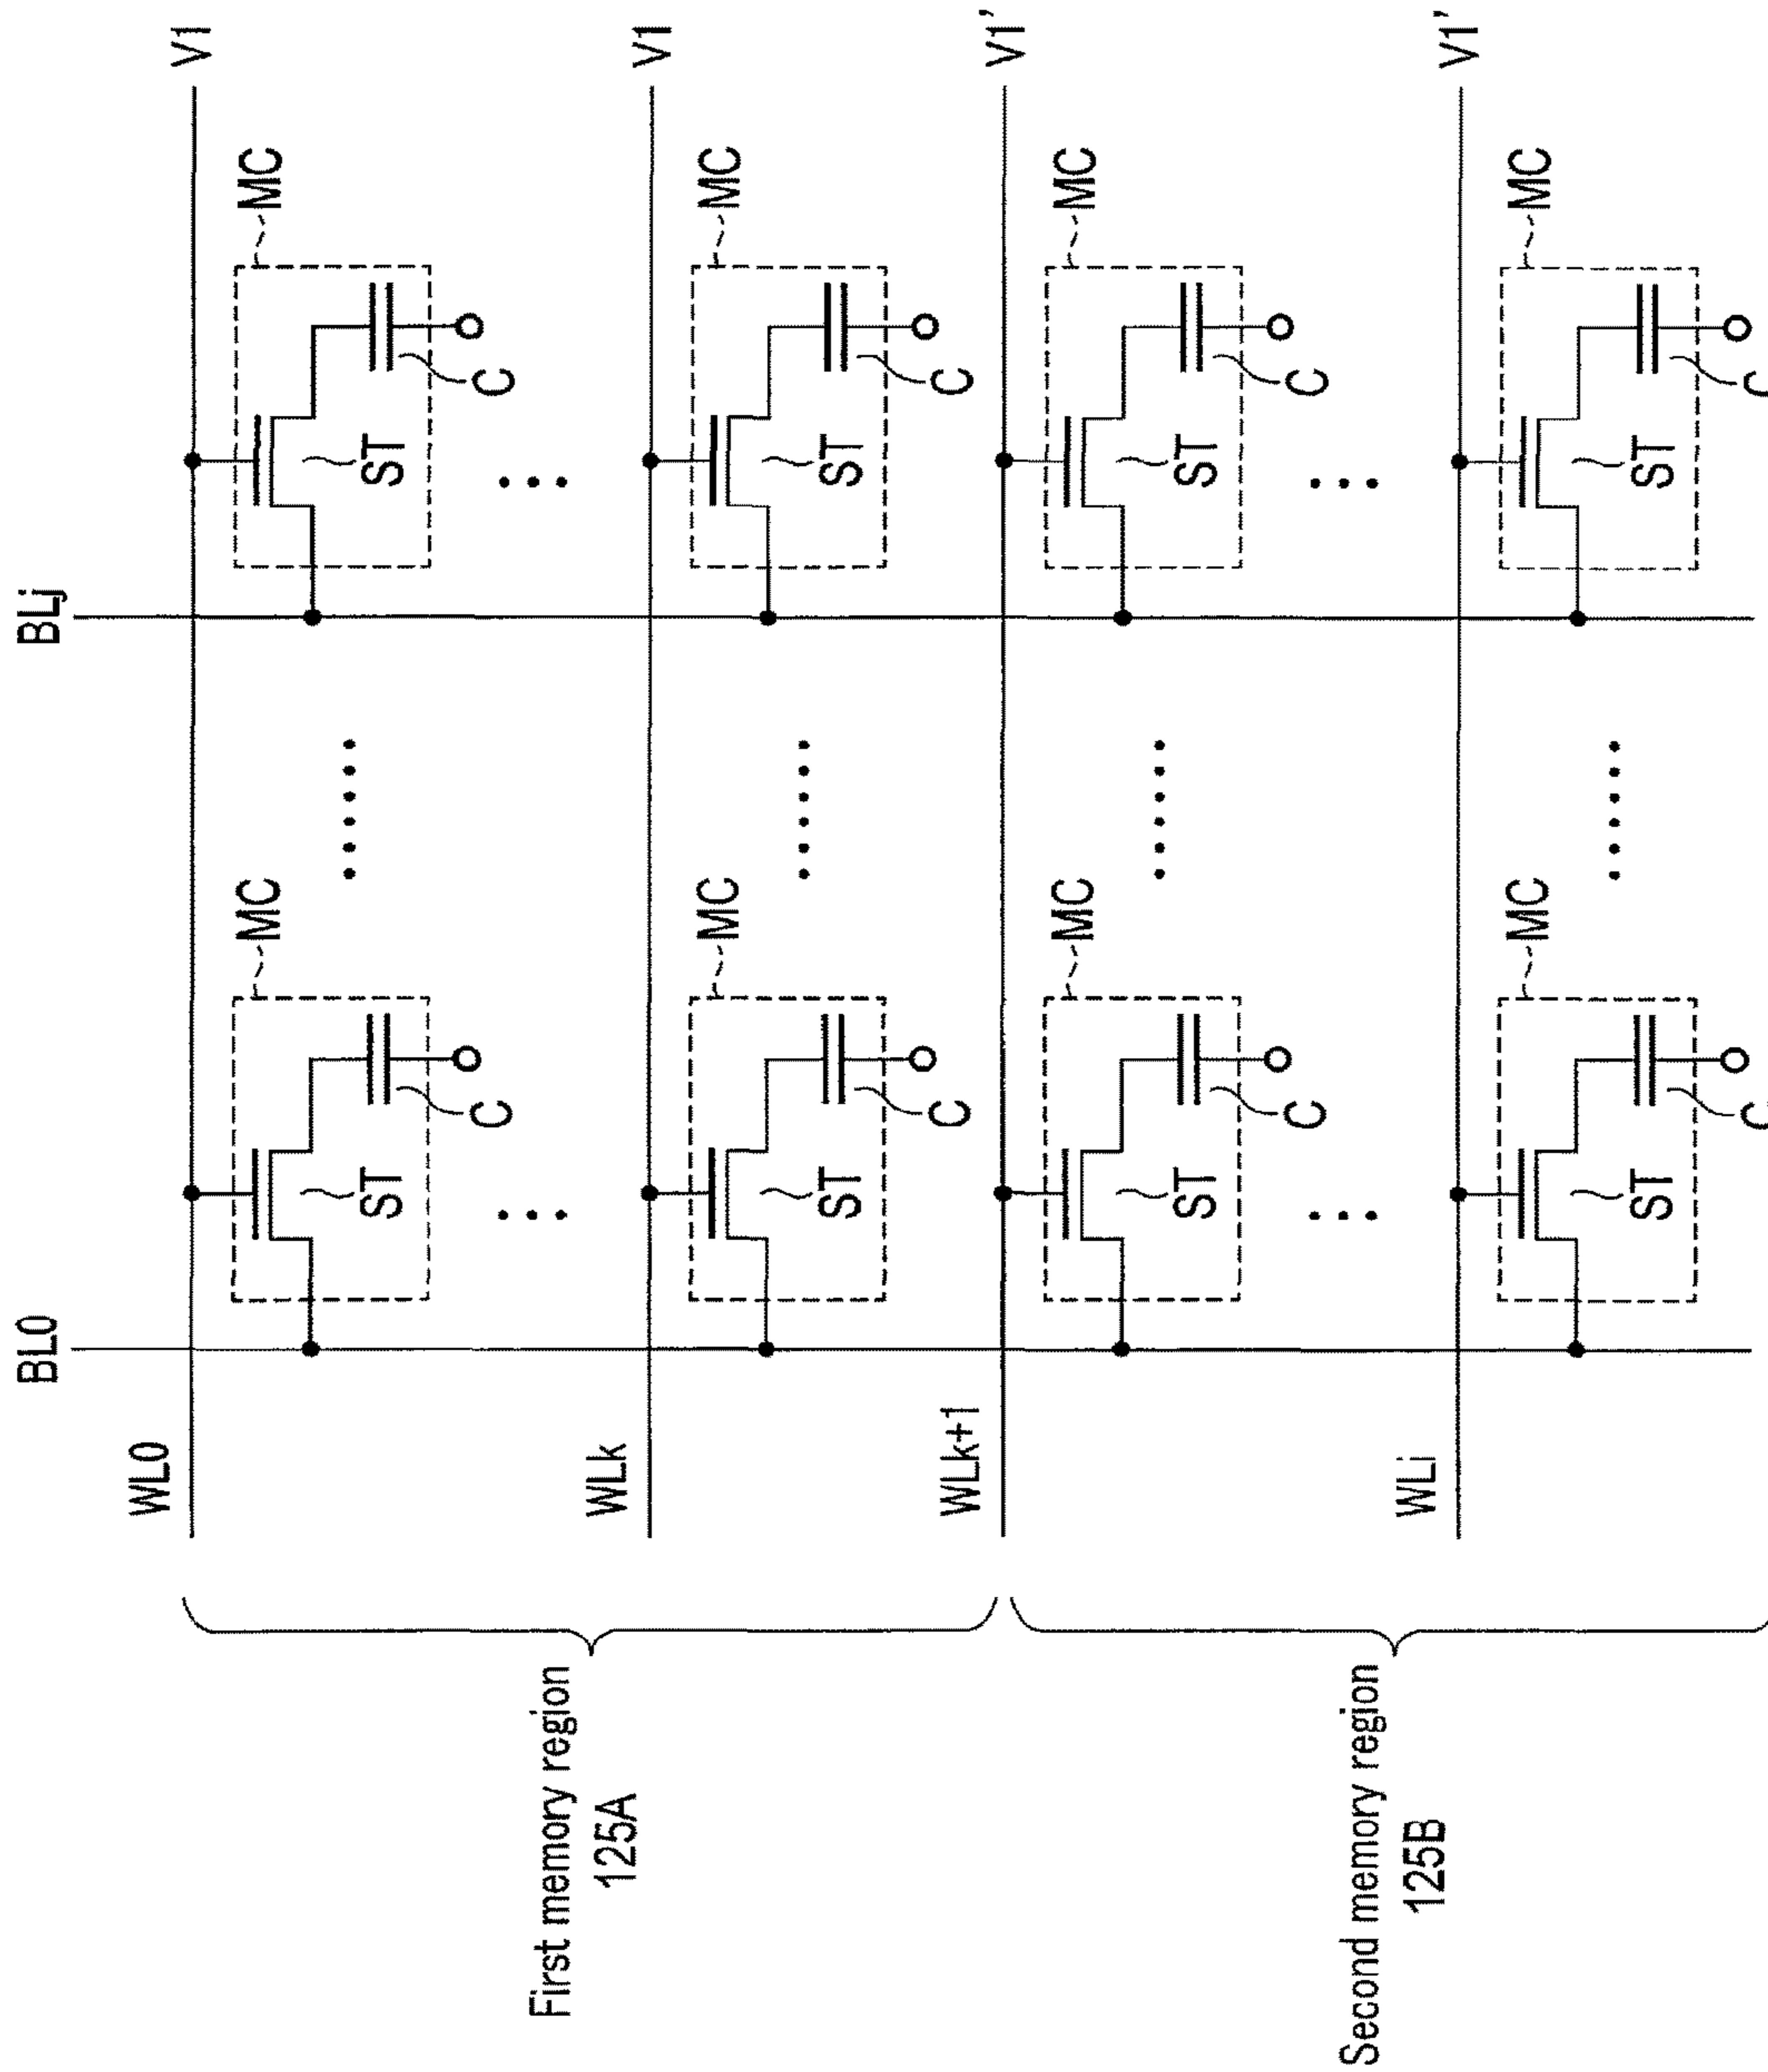 BL0
BLj
WL0
V1
MC
MC
ST
ST
C
C
First memory region
125A
WLk
V1
MC
MC
ST
ST
C
C
WLk+1
V1'
MC
MC
ST
ST
C
C
Second memory region
125B
WLi
V1'
MC
MC
ST
ST
C
C